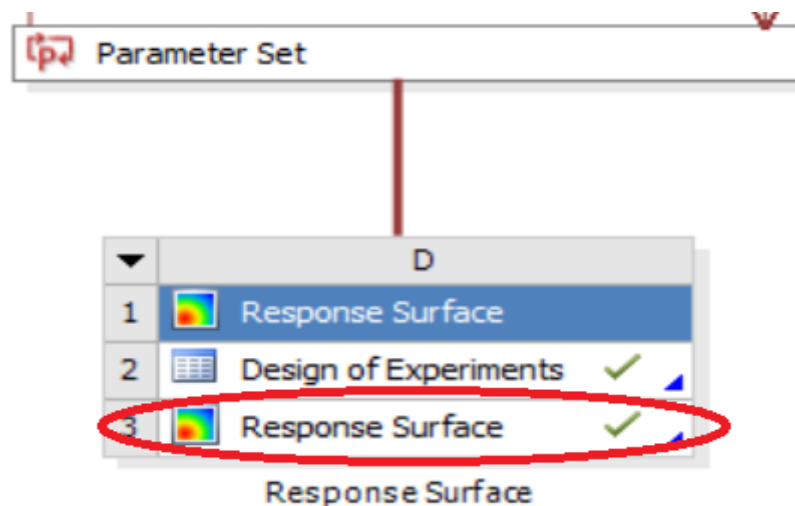 Parameter Set
D
1 Response Surface
2 Design of Experiments
3 Response Surface
Response Surface